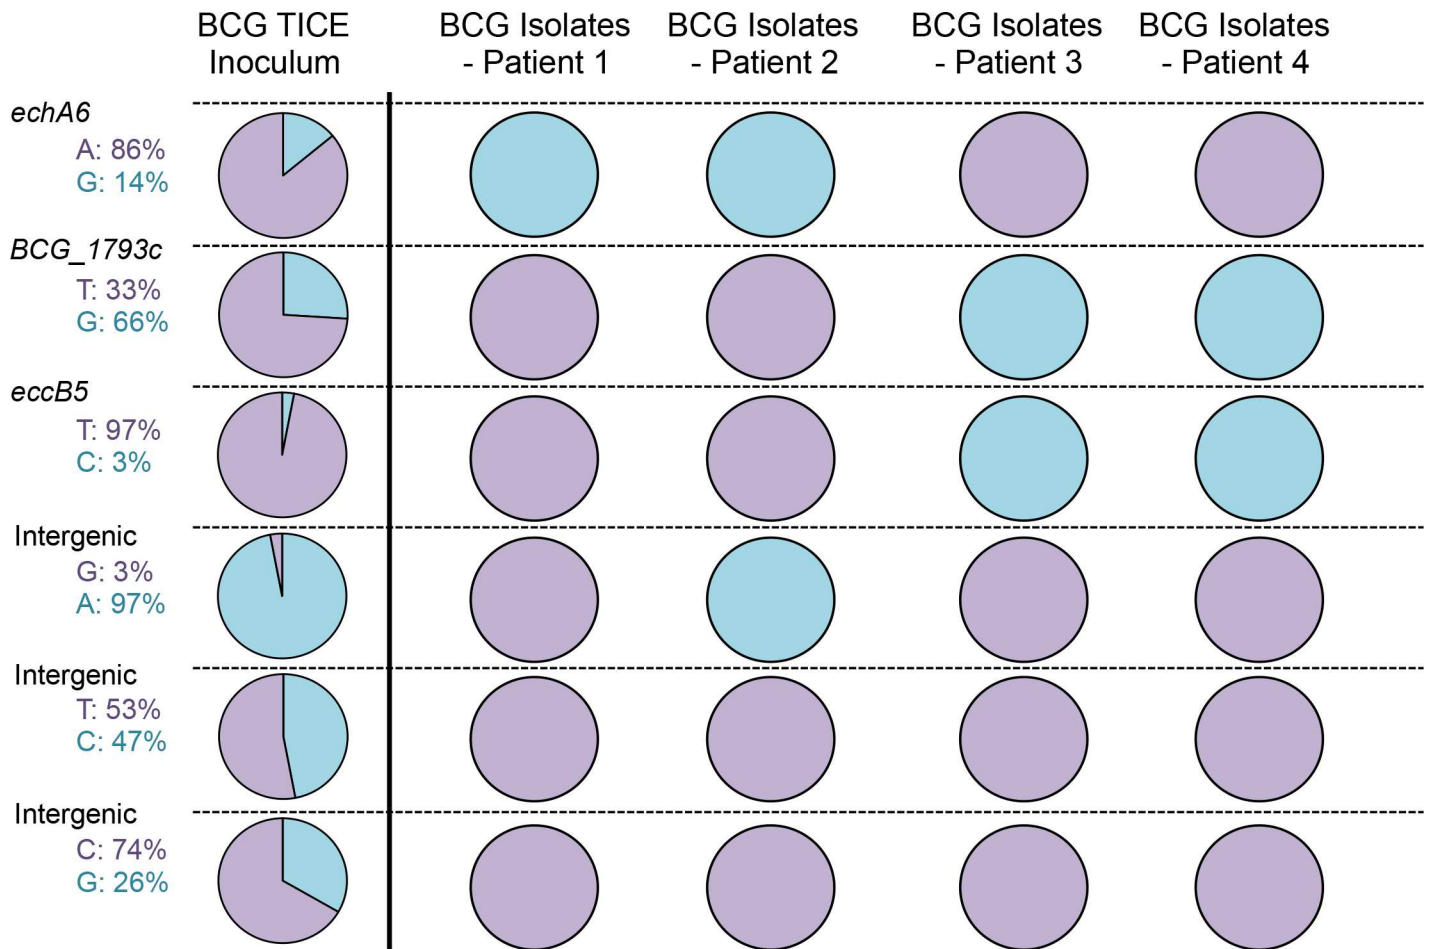 BCG TICE
Inoculum
BCG Isolates
- Patient 1
BCG Isolates
- Patient 2
BCG Isolates
- Patient 3
BCG Isolates
- Patient 4
echA6
A: 86%
G: 14%
BCG_1793c
T: 33%
G: 66%
eccB5
T: 97%
C: 3%
Intergenic
G: 3%
A: 97%
Intergenic
T: 53%
C: 47%
Intergenic
C: 74%
G: 26%